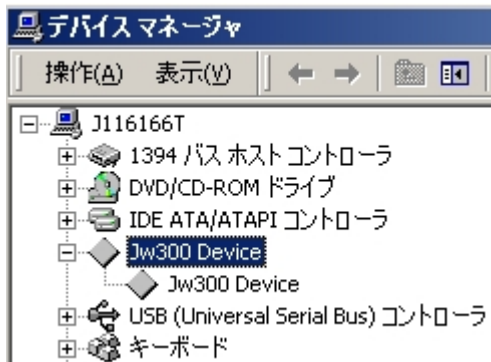 デバイス マネージャ
操作(A) 表示(V)
J116166T
1394 バス ホスト コントローラ
DVD/CD-ROM ドライブ
IDE ATA/ATAPI コントローラ
Jw300 Device
Jw300 Device
USB (Universal Serial Bus) コントローラ
キーボード